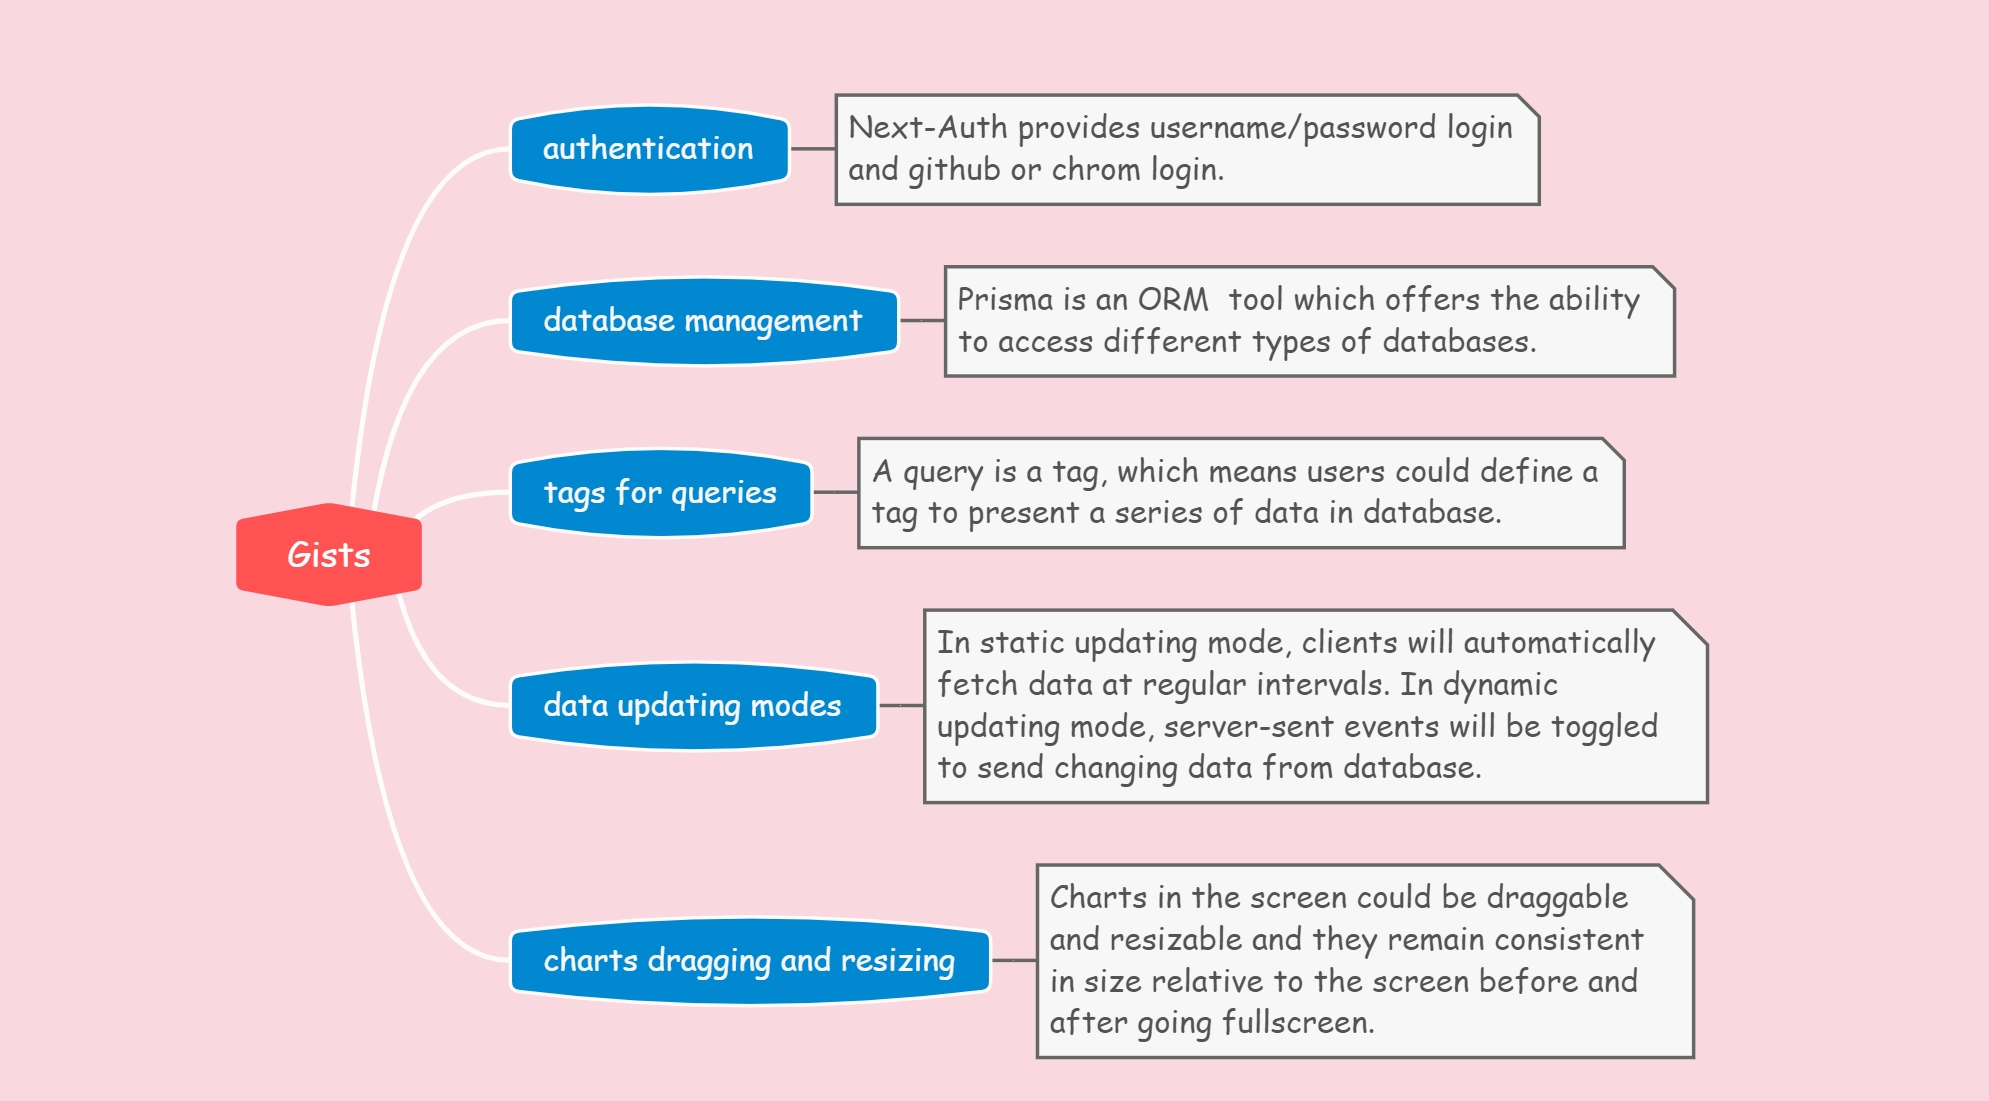 authentication
Next-Auth provides username/password login
and github or chrom login.
database management
Prisma is an ORM  tool which offers the ability
to access different types of databases.
tags for queries
A query is a tag, which means users could define a
tag to present a series of data in database.
Gists
data updating modes
In static updating mode, clients will automatically
fetch data at regular intervals. In dynamic
updating mode, server-sent events will be toggled
to send changing data from database.
charts dragging and resizing
Charts in the screen could be draggable
and resizable and they remain consistent
in size relative to the screen before and
after going fullscreen.